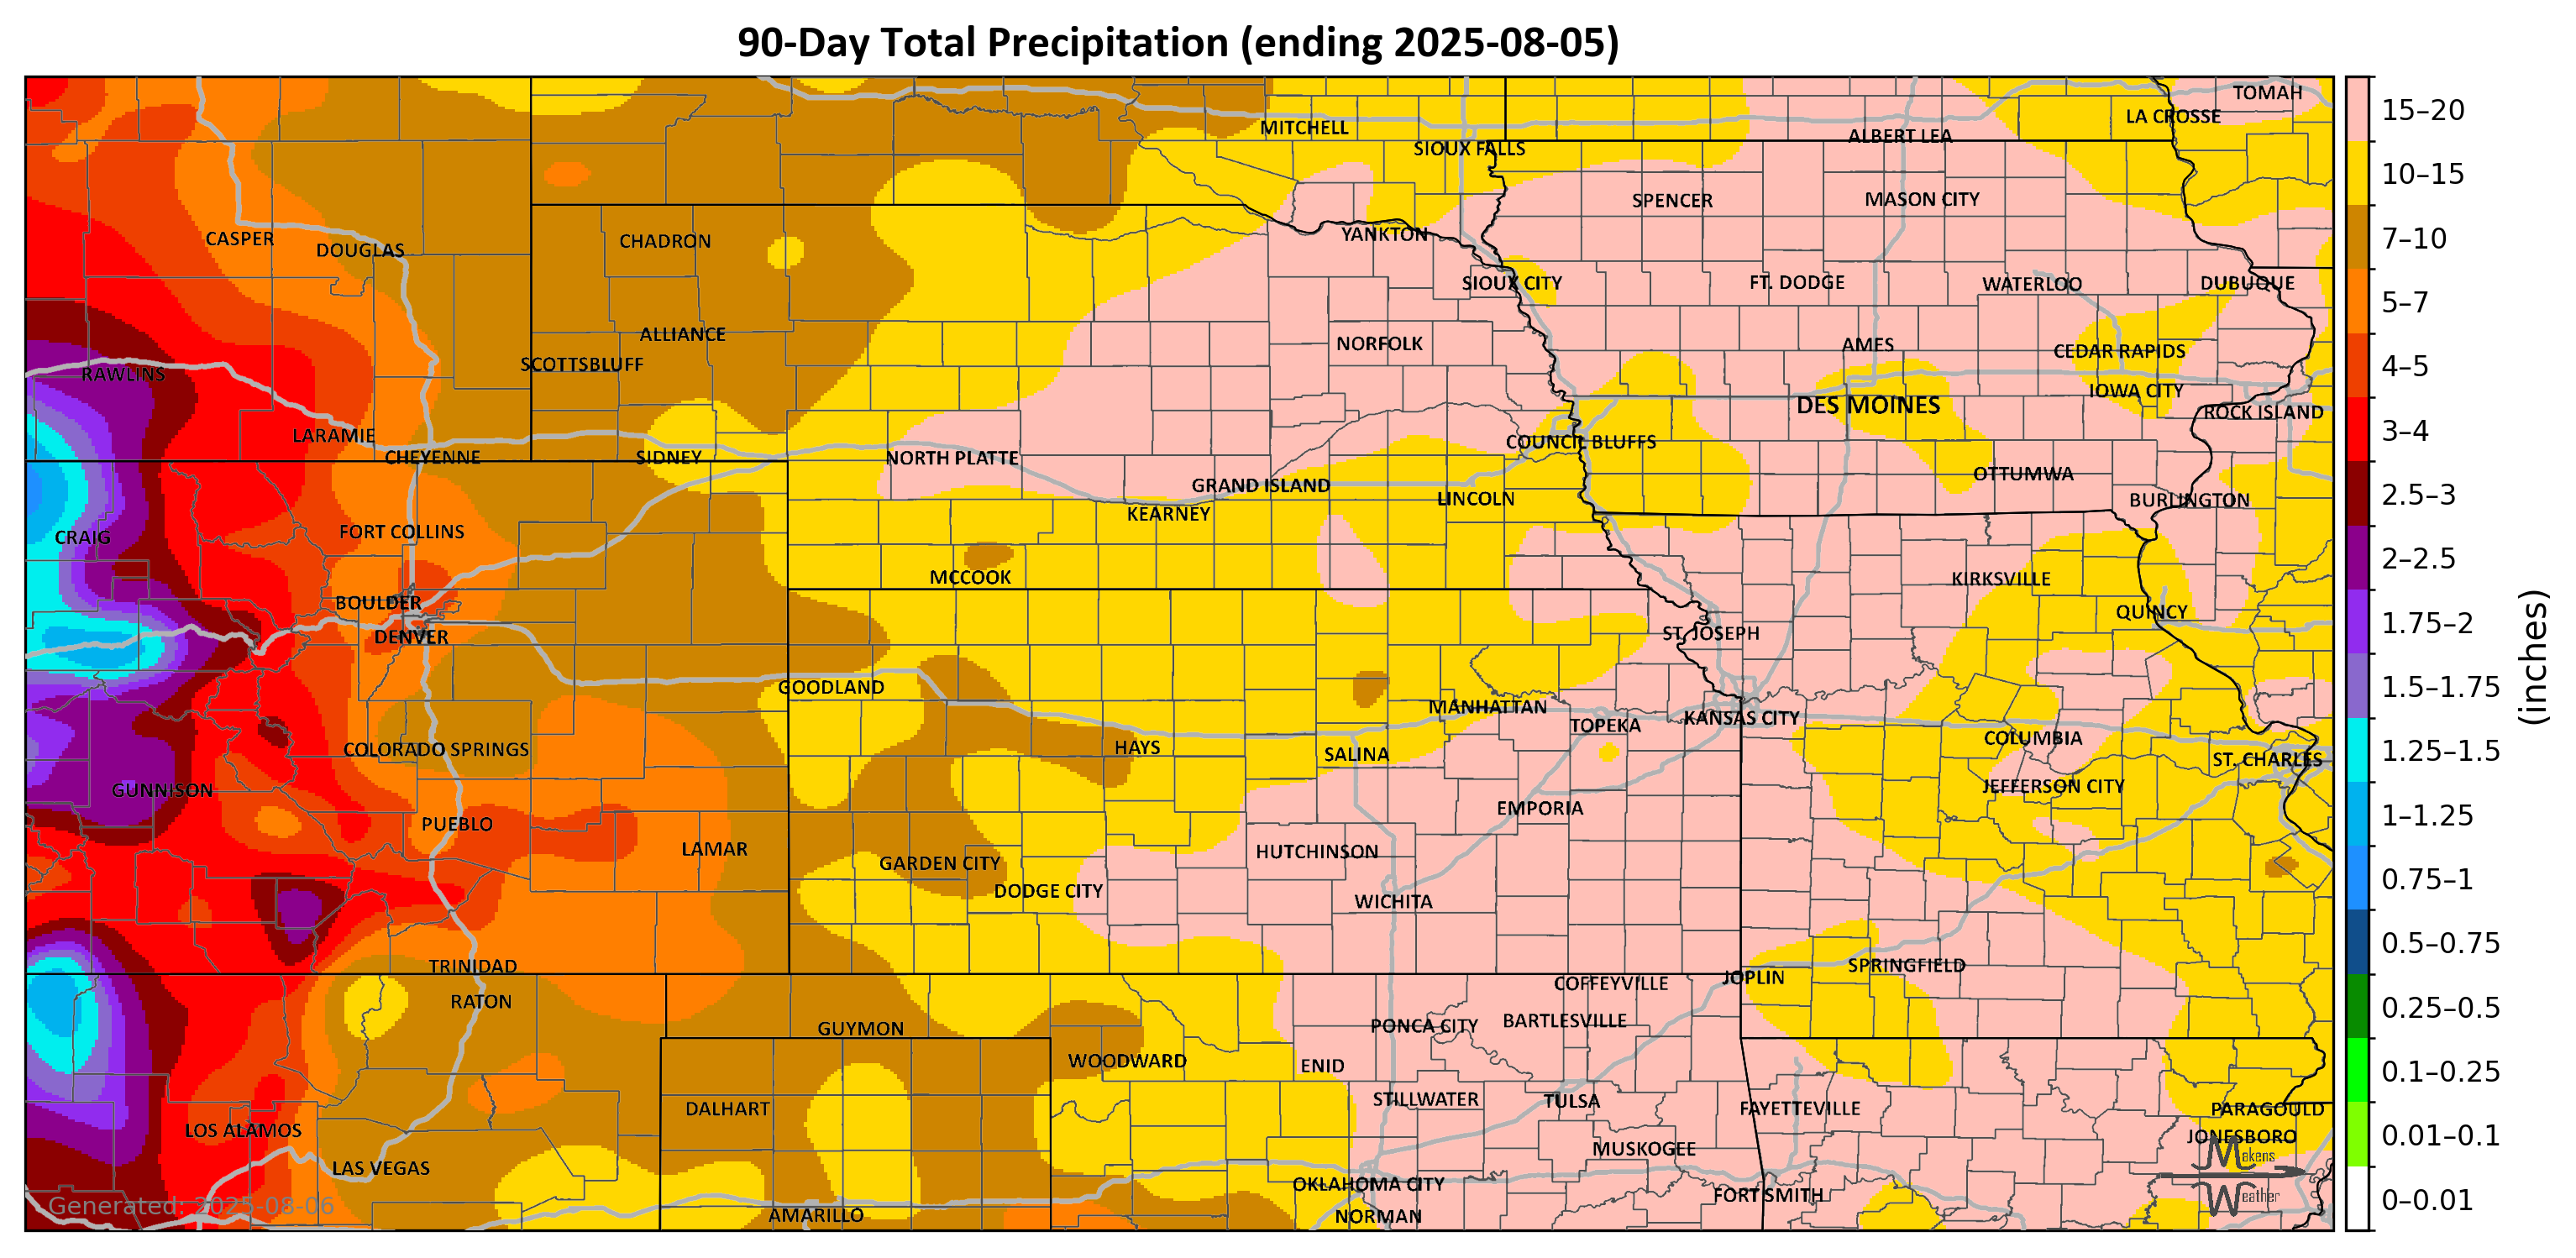 90-Day Total Precipitation (ending 2025-08-05)
TOMAH
LA CROSSE
MITCHELL
ALBERT LEA
SIOUX FALLS
SPENCER
MASON CITY
CASPER
DOUGLAS
CHADRON
YANKTON
SIOUX CITY
FT. DODGE
WATERLOO
DUBUQUE
ALLIANCE
NORFOLK
AMES
CEDAR RAPIDS
SCOTTSBLUFF
RAWLINS
IOWA CITY
DES MOINES
ROCK ISLAND
LARAMIE
COUNCIL BLUFFS
CHEYENNE
SIDNEY
NORTH PLATTE
OTTUMWA
GRAND ISLAND
LINCOLN
BURLINGTON
KEARNEY
FORT COLLINS
CRAIG
MCCOOK
KIRKSVILLE
BOULDER
QUINCY
DENVER
ST. JOSEPH
GOODLAND
MANHATTAN
TOPEKA
KANSAS CITY
COLUMBIA
COLORADO SPRINGS
HAYS
SALINA
ST. CHARLES
GUNNISON
JEFFERSON CITY
EMPORIA
PUEBLO
LAMAR
HUTCHINSON
GARDEN CITY
DODGE CITY
WICHITA
TRINIDAD
SPRINGFIELD
JOPLIN
COFFEYVILLE
RATON
GUYMON
PONCA CITY
BARTLESVILLE
WOODWARD
ENID
STILLWATER
TULSA
DALHART
FAYETTEVILLE
PARAGOULD
LOS ALAMOS
JONESBORO
MUSKOGEE
LAS VEGAS
OKLAHOMA CITY
FORT SMITH
AMARILLO
NORMAN
Generated: 2025-08-06
Makens
Weather
15–20
10–15
7–10
5–7
4–5
3–4
2.5–3
2–2.5
1.75–2
1.5–1.75
1.25–1.5
1–1.25
0.75–1
0.5–0.75
0.25–0.5
0.1–0.25
0.01–0.1
0–0.01
(inches)